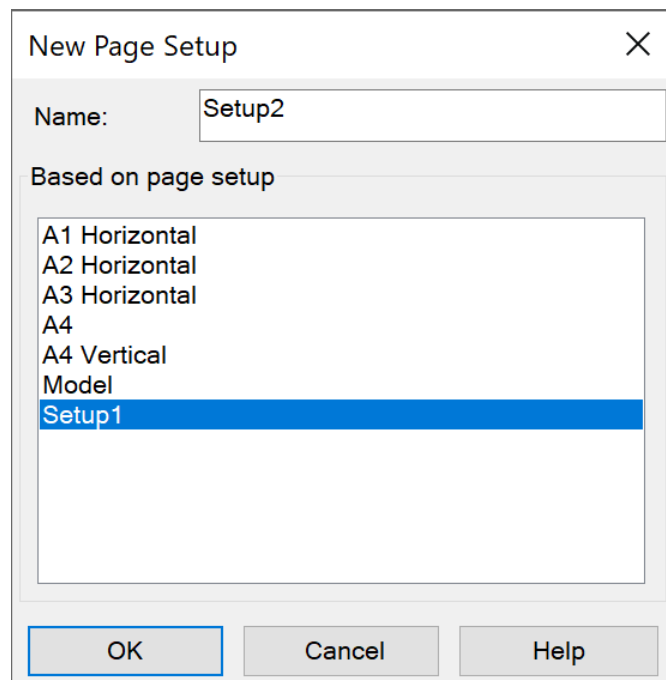 New Page Setup
Name:
Setup2
Based on page setup
A1 Horizontal
A2 Horizontal
A3 Horizontal
A4
A4 Vertical
Model
Setup1
OK
Cancel
Help